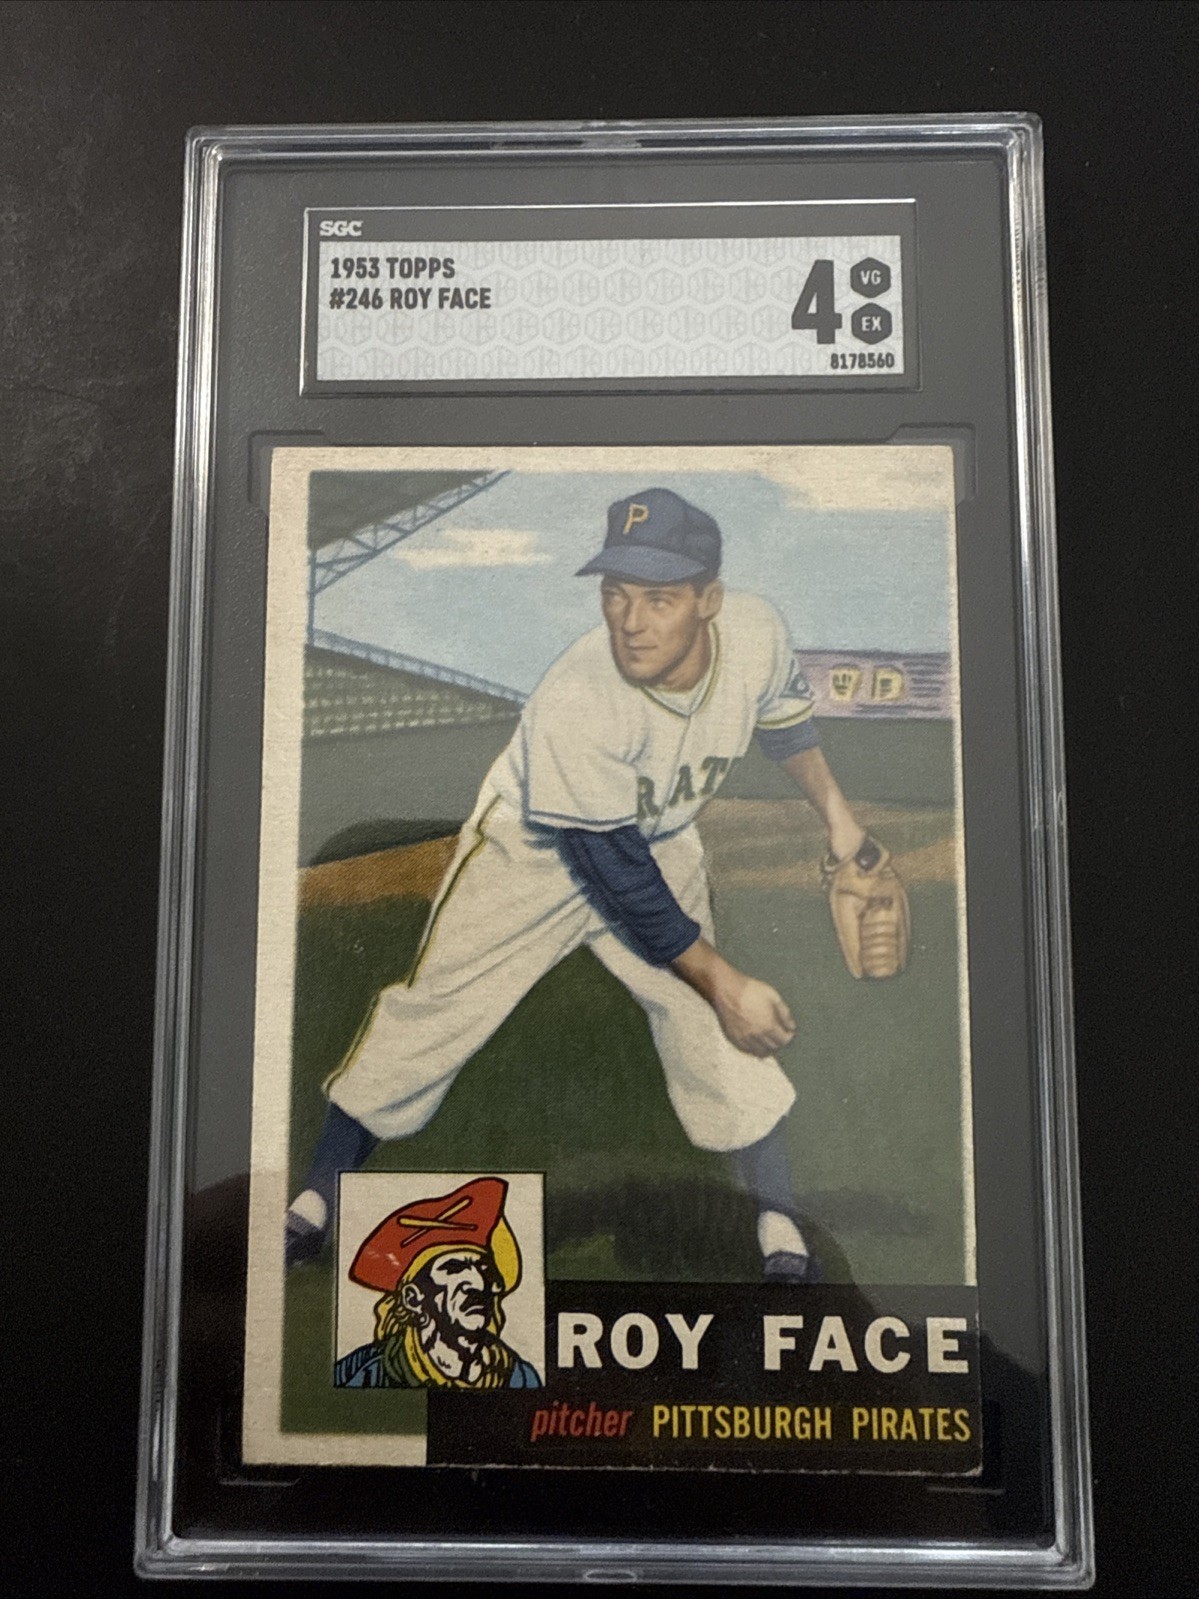 SGC
1953 TOPPS
#246 ROY FACE
4
VG
EX
8178560
P
RAT
ROY FACE
pitcher PITTSBURGH PIRATES